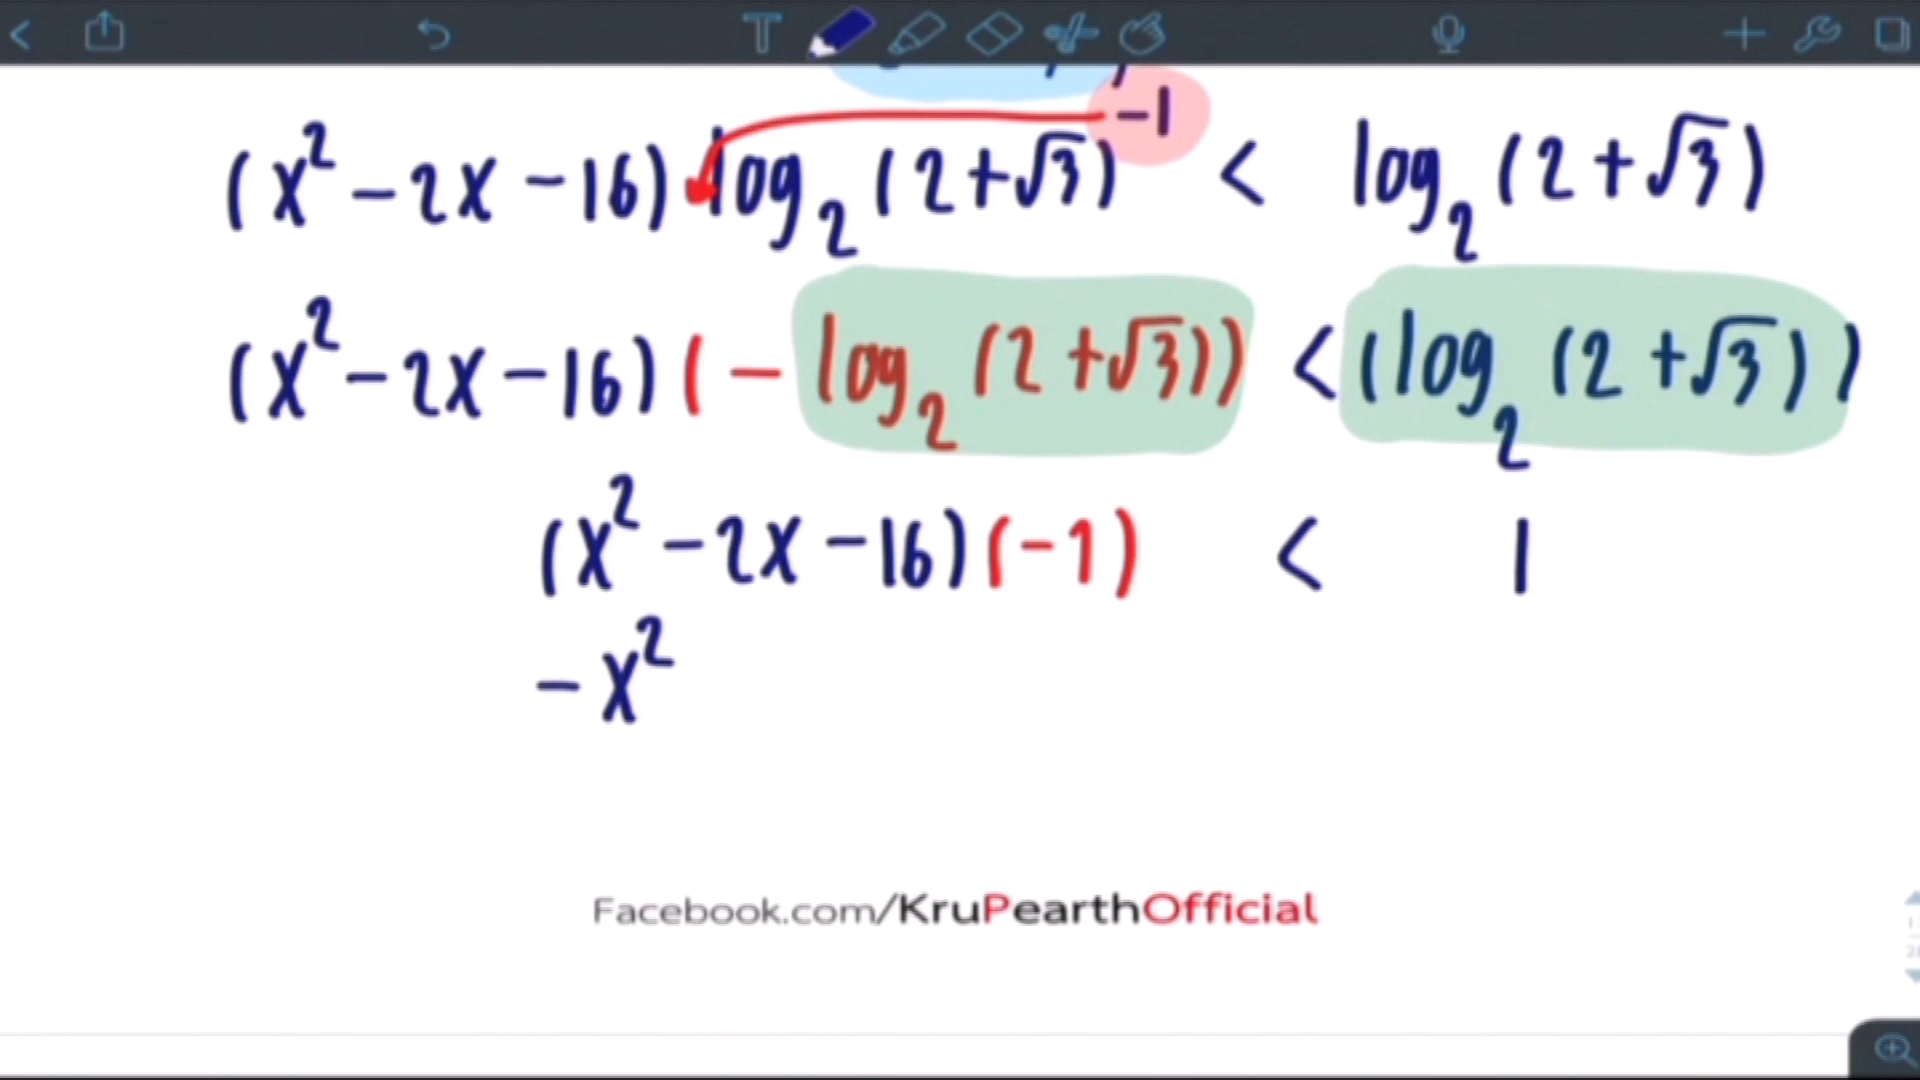 (x² - 2x - 16) log₂ (2+√3)⁻¹ < log₂ (2+√3)
(x² - 2x - 16) (- log₂ (2+√3)) < (log₂ (2+√3))
(x² - 2x - 16) (-1) < 1
- x²
Facebook.com/KruPearthOfficial